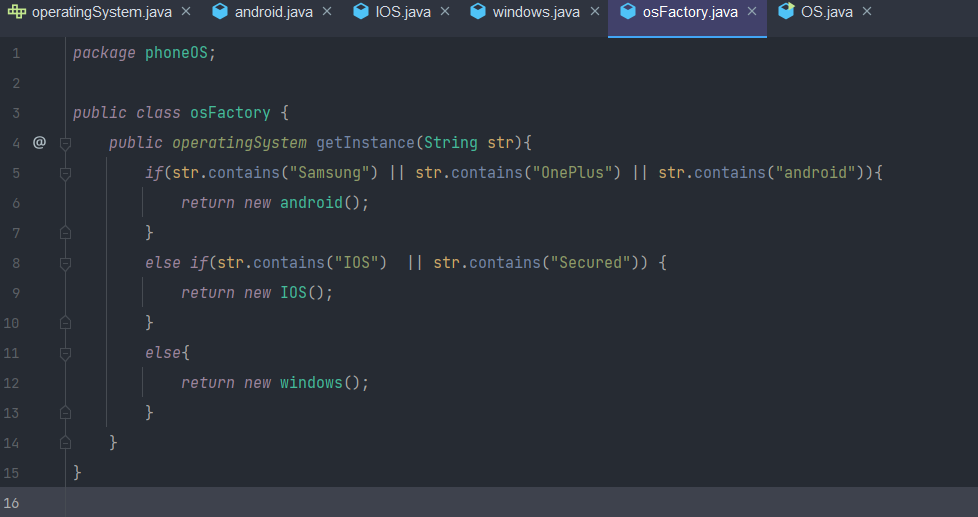 operatingSystem.java × android.java × IOS.java × windows.java × osFactory.java × OS.java ×
1 package phoneOS;
2
3 public class osFactory {
4 @ public operatingSystem getInstance(String str){
5 if(str.contains("Samsung") || str.contains("OnePlus") || str.contains("android")){
6 return new android();
7 }
8 else if(str.contains("IOS")  || str.contains("Secured")) {
9 return new IOS();
10 }
11 else{
12 return new windows();
13 }
14 }
15 }
16